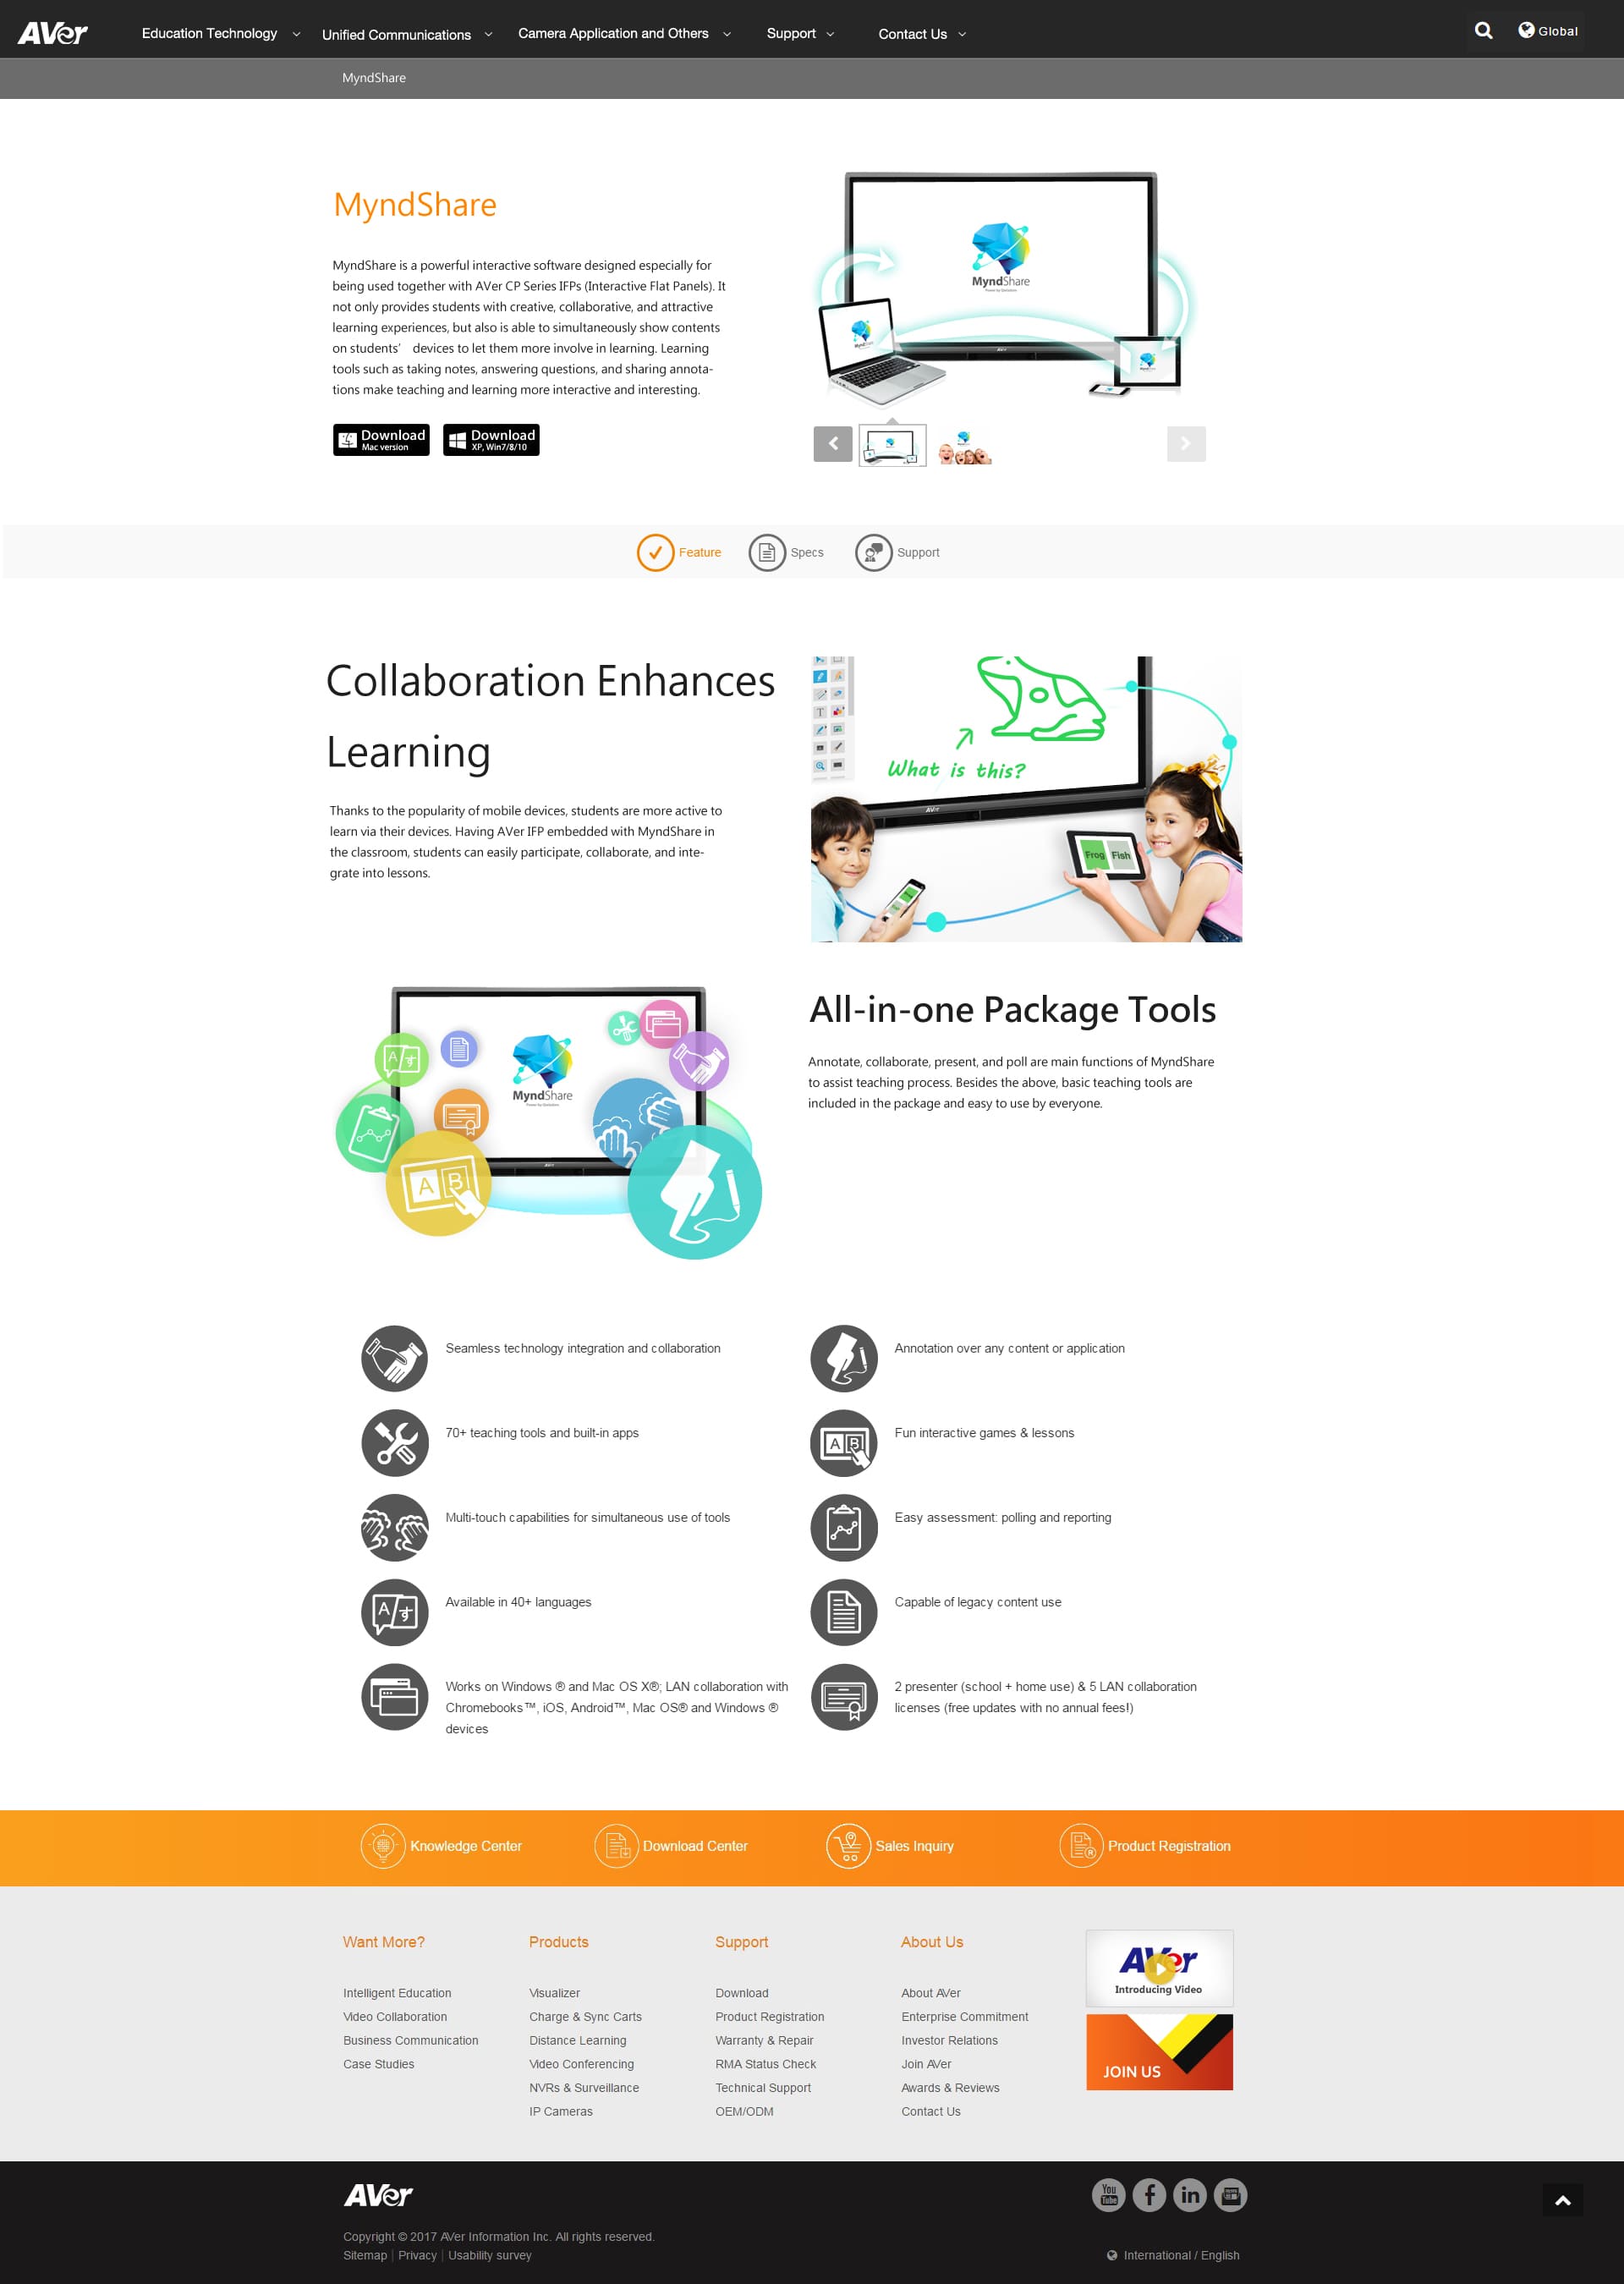 AVer
Education Technology
Unified Communications
Camera Application and Others
Support
Contact Us
Global
MyndShare
MyndShare
MyndShare is a powerful interactive software designed especially for
being used together with AVer CP Series IFPs (Interactive Flat Panels). It
not only provides students with creative, collaborative, and attractive
learning experiences, but also is able to simultaneously show contents
on students’ devices to let them more involve in learning. Learning
tools such as taking notes, answering questions, and sharing annota-
tions make teaching and learning more interactive and interesting.
Download
Mac version
Download
XP, Win7/8/10
MyndShare
AVer
Feature
Specs
Support
Collaboration Enhances
Learning
Thanks to the popularity of mobile devices, students are more active to
learn via their devices. Having AVer IFP embedded with MyndShare in
the classroom, students can easily participate, collaborate, and inte-
grate into lessons.
What is this?
AVer
Frog Fish
MyndShare
A
A B
All-in-one Package Tools
Annotate, collaborate, present, and poll are main functions of MyndShare
to assist teaching process. Besides the above, basic teaching tools are
included in the package and easy to use by everyone.
Seamless technology integration and collaboration
Annotation over any content or application
70+ teaching tools and built-in apps
A B
Fun interactive games & lessons
Multi-touch capabilities for simultaneous use of tools
Easy assessment: polling and reporting
A す
Available in 40+ languages
Capable of legacy content use
Works on Windows ® and Mac OS X®; LAN collaboration with
Chromebooks™, iOS, Android™, Mac OS® and Windows ®
devices
2 presenter (school + home use) & 5 LAN collaboration
licenses (free updates with no annual fees!)
Knowledge Center
Download Center
Sales Inquiry
Product Registration
Want More?
Intelligent Education
Video Collaboration
Business Communication
Case Studies
Products
Visualizer
Charge & Sync Carts
Distance Learning
Video Conferencing
NVRs & Surveillance
IP Cameras
Support
Download
Product Registration
Warranty & Repair
RMA Status Check
Technical Support
OEM/ODM
About Us
About AVer
Enterprise Commitment
Investor Relations
Join AVer
Awards & Reviews
Contact Us
AVer
Introducing Video
JOIN US
AVer
You Tube
f
in
Copyright © 2017 AVer Information Inc. All rights reserved.
Sitemap | Privacy | Usability survey
International / English